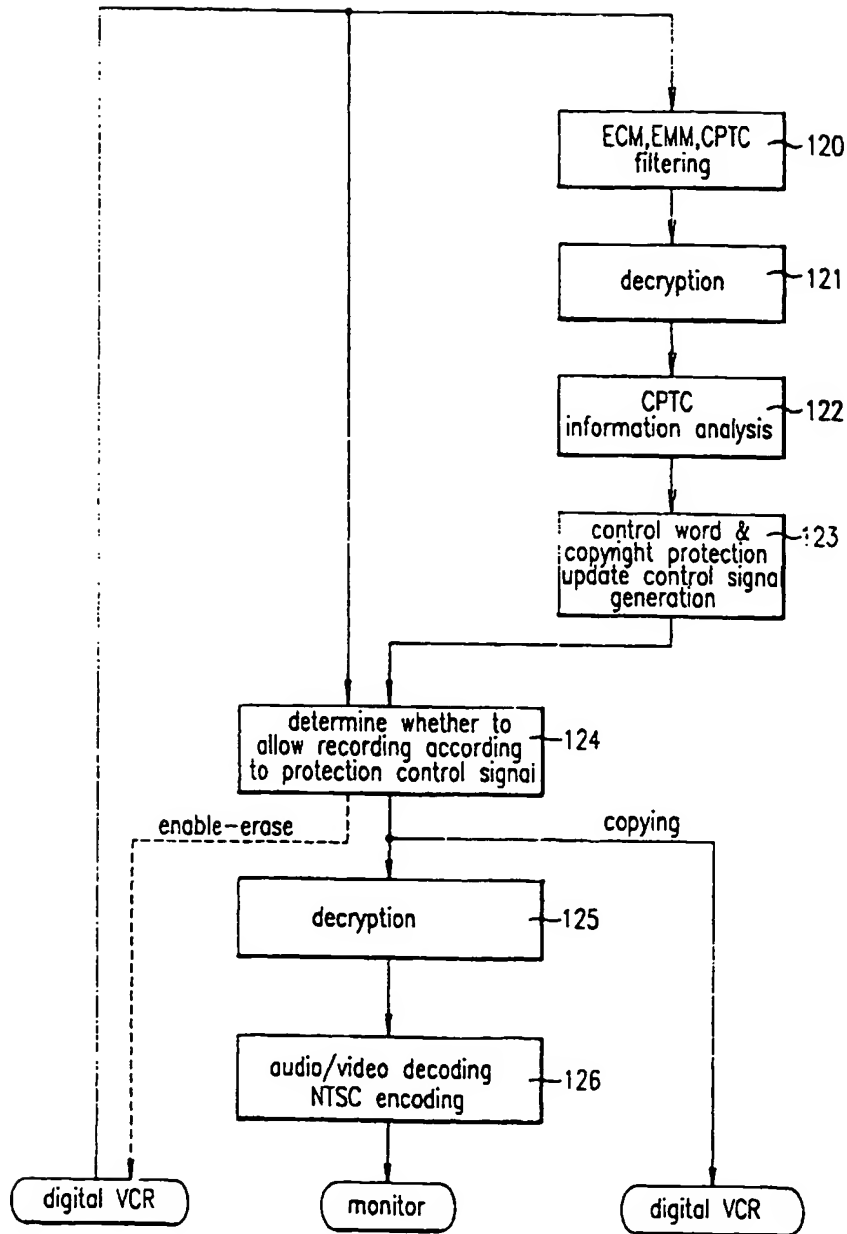 ECM,EMM,CPTC
filtering
120
decryption
121
CPTC
information analysis
122
control word &
copyright protection
update control signal
generation
123
determine whether to
allow recording according
to protection control signal
124
enable-erase
copying
decryption
125
audio/video decoding
NTSC encoding
126
digital VCR
monitor
digital VCR